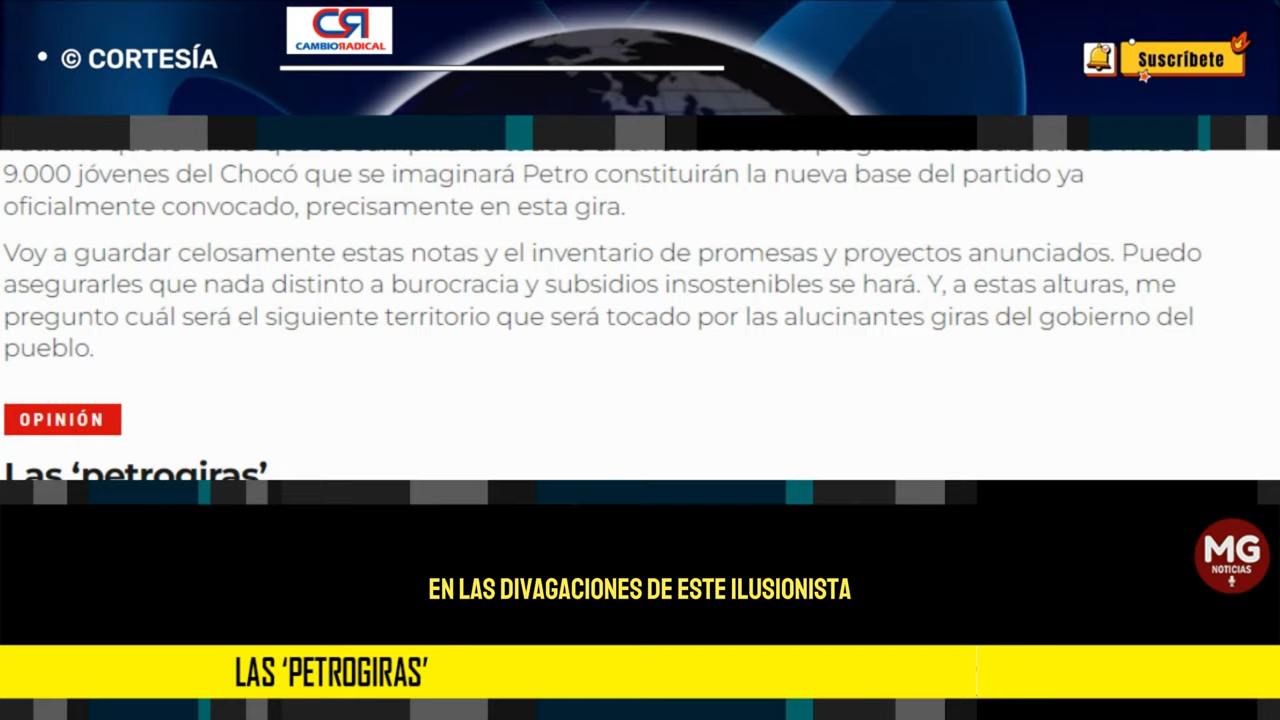 CR
CAMBIO RADICAL
• © CORTESÍA
Suscríbete
9.000 jóvenes del Chocó que se imaginará Petro constituirán la nueva base del partido ya
oficialmente convocado, precisamente en esta gira.
Voy a guardar celosamente estas notas y el inventario de promesas y proyectos anunciados. Puedo
asegurarles que nada distinto a burocracia y subsidios insostenibles se hará. Y, a estas alturas, me
pregunto cuál será el siguiente territorio que será tocado por las alucinantes giras del gobierno del
pueblo.
OPINIÓN
Las ‘petrogiras’
MG
NOTICIAS
EN LAS DIVAGACIONES DE ESTE ILUSIONISTA
LAS ‘PETROGIRAS’